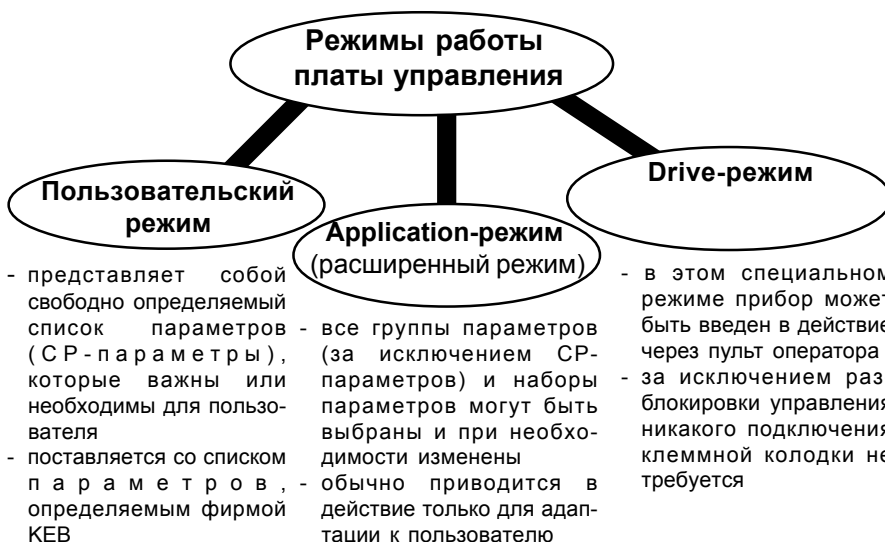 Режимы работы
платы управления
Пользовательский
режим
Application-режим
(расширенный режим)
Drive-режим
- представляет собой
свободно определяемый
список параметров
(CP-параметры),
которые важны или
необходимы для пользо-
вателя
- поставляется со списком
параметров,
определяемым фирмой
KEB
- все группы параметров
(за исключением CP-
параметров) и наборы
параметров могут быть
выбраны и при необхо-
димости изменены
- обычно приводится в
действие только для адап-
тации к пользователю
- в этом специальном
режиме прибор может
быть введен в действие
через пульт оператора
- за исключением раз
блокировки управления
никакого подключения
клеммной колодки не
требуется